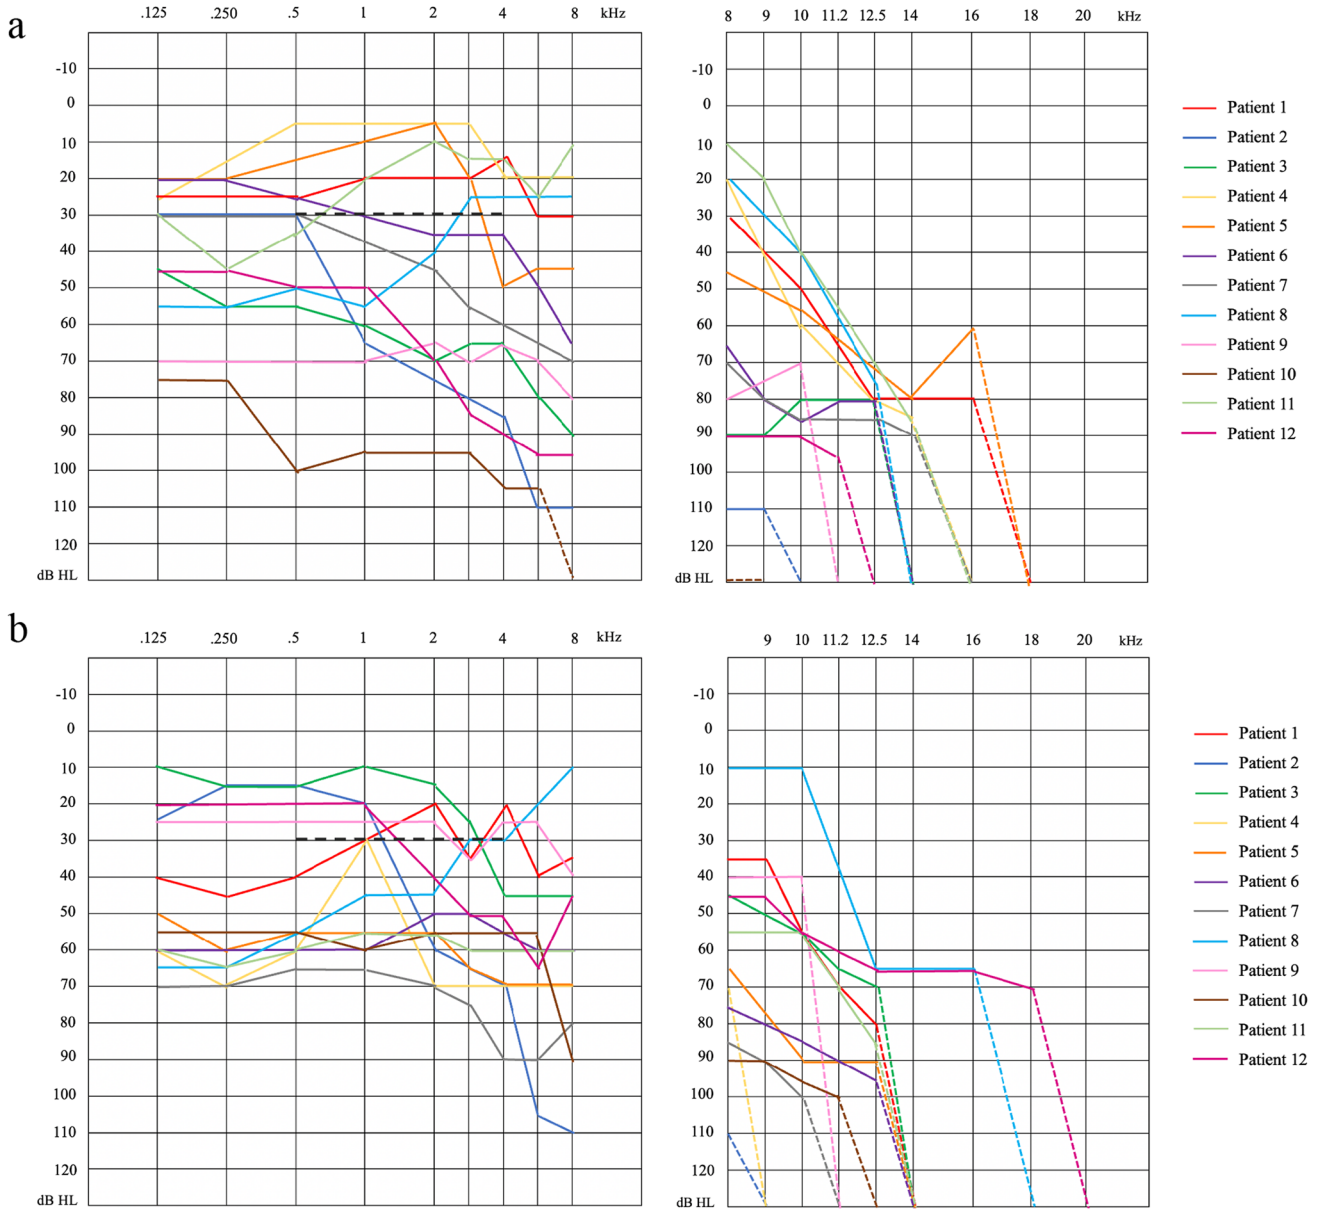 a
.125 .250 .5 1 2 4 8 kHz
8 9 10 11.2 12.5 14 16 20 kHz
-10
0
10
20
30
40
50
60
70
80
90
100
110
120
dB HL
-10
0
10
20
30
40
50
60
70
80
90
100
110
120
dB HL
Patient 1
Patient 2
Patient 3
Patient 4
Patient 5
Patient 6
Patient 7
Patient 8
Patient 9
Patient 10
Patient 11
Patient 12
b
.125 .250 .5 1 2 4 8 kHz
9 10 11.2 12.5 14 16 18 20 kHz
-10
0
10
20
30
40
50
60
70
80
90
100
110
120
dB HL
-10
0
10
20
30
40
50
60
70
80
90
100
110
120
dB HL
Patient 1
Patient 2
Patient 3
Patient 4
Patient 5
Patient 6
Patient 7
Patient 8
Patient 9
Patient 10
Patient 11
Patient 12